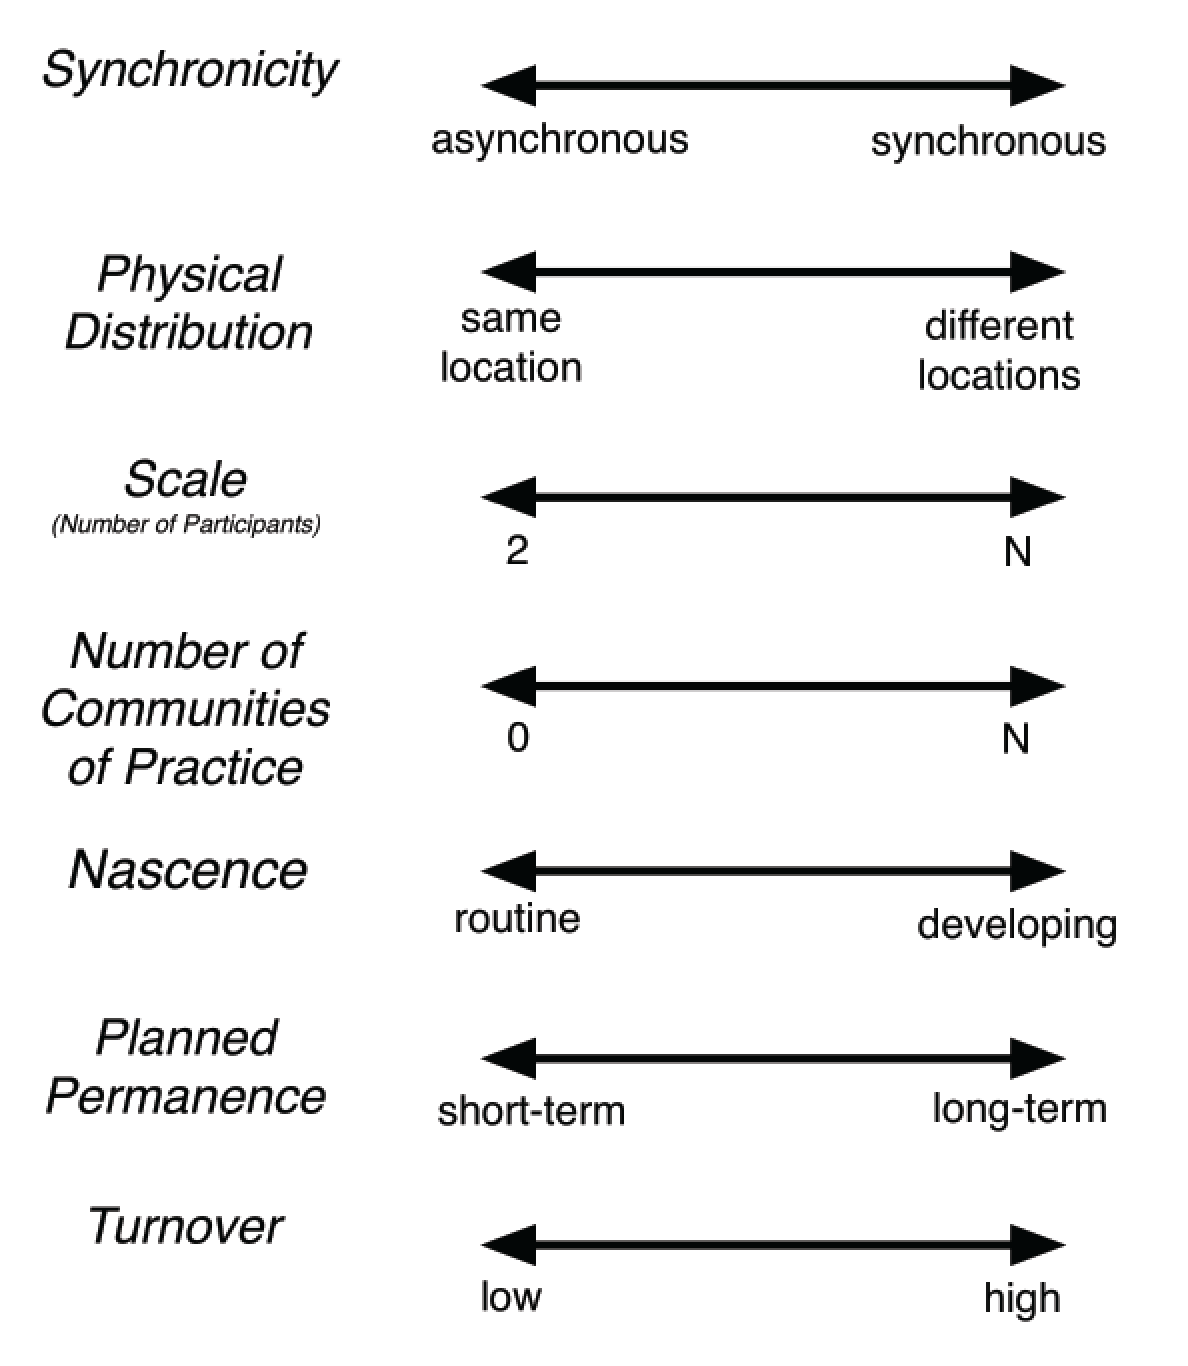 Synchronicity
asynchronous
synchronous
Physical
Distribution
same
location
different
locations
Scale
(Number of Participants)
2
N
Number of
Communities
of Practice
0
N
Nascence
routine
developing
Planned
Permanence
short-term
long-term
Turnover
low
high